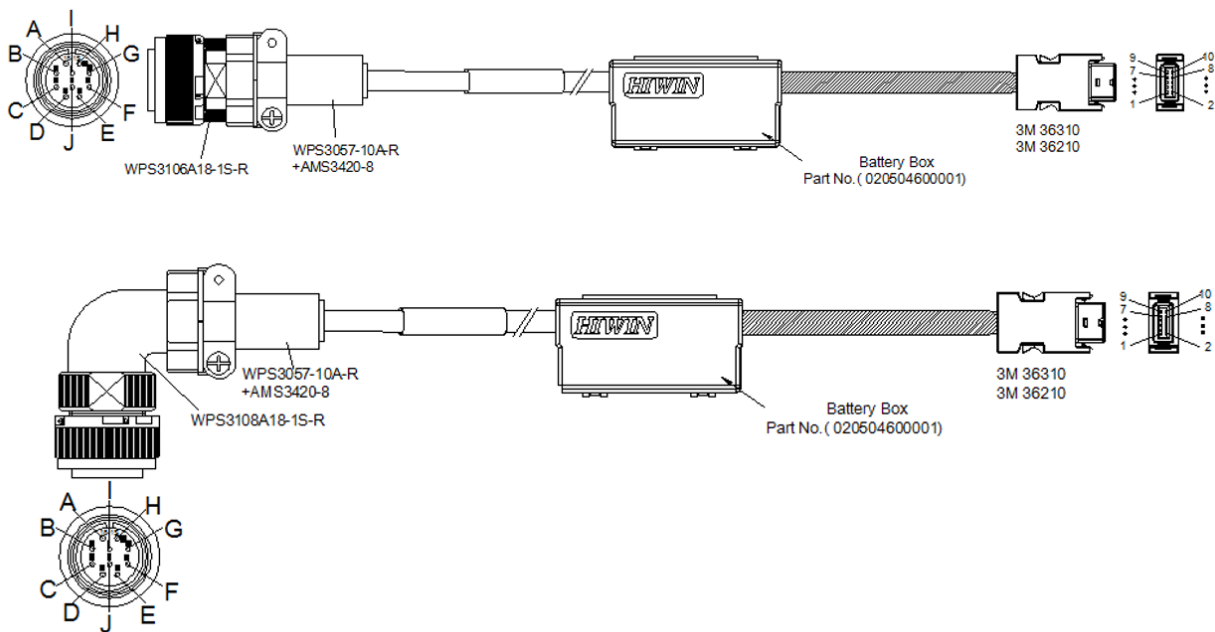 I
A
H
B
G
C
F
D
E
J
WPS3106A18-1S-R
WPS3057-10A-R
+AMS3420-8
HIWIN
Battery Box
Part No.( 020504600001)
3M 36310
3M 36210
9
10
7
8
1
2
WPS3057-10A-R
+AMS3420-8
WPS3108A18-1S-R
HIWIN
Battery Box
Part No.( 020504600001)
3M 36310
3M 36210
9
10
7
8
1
2
I
A
H
B
G
C
F
D
E
J